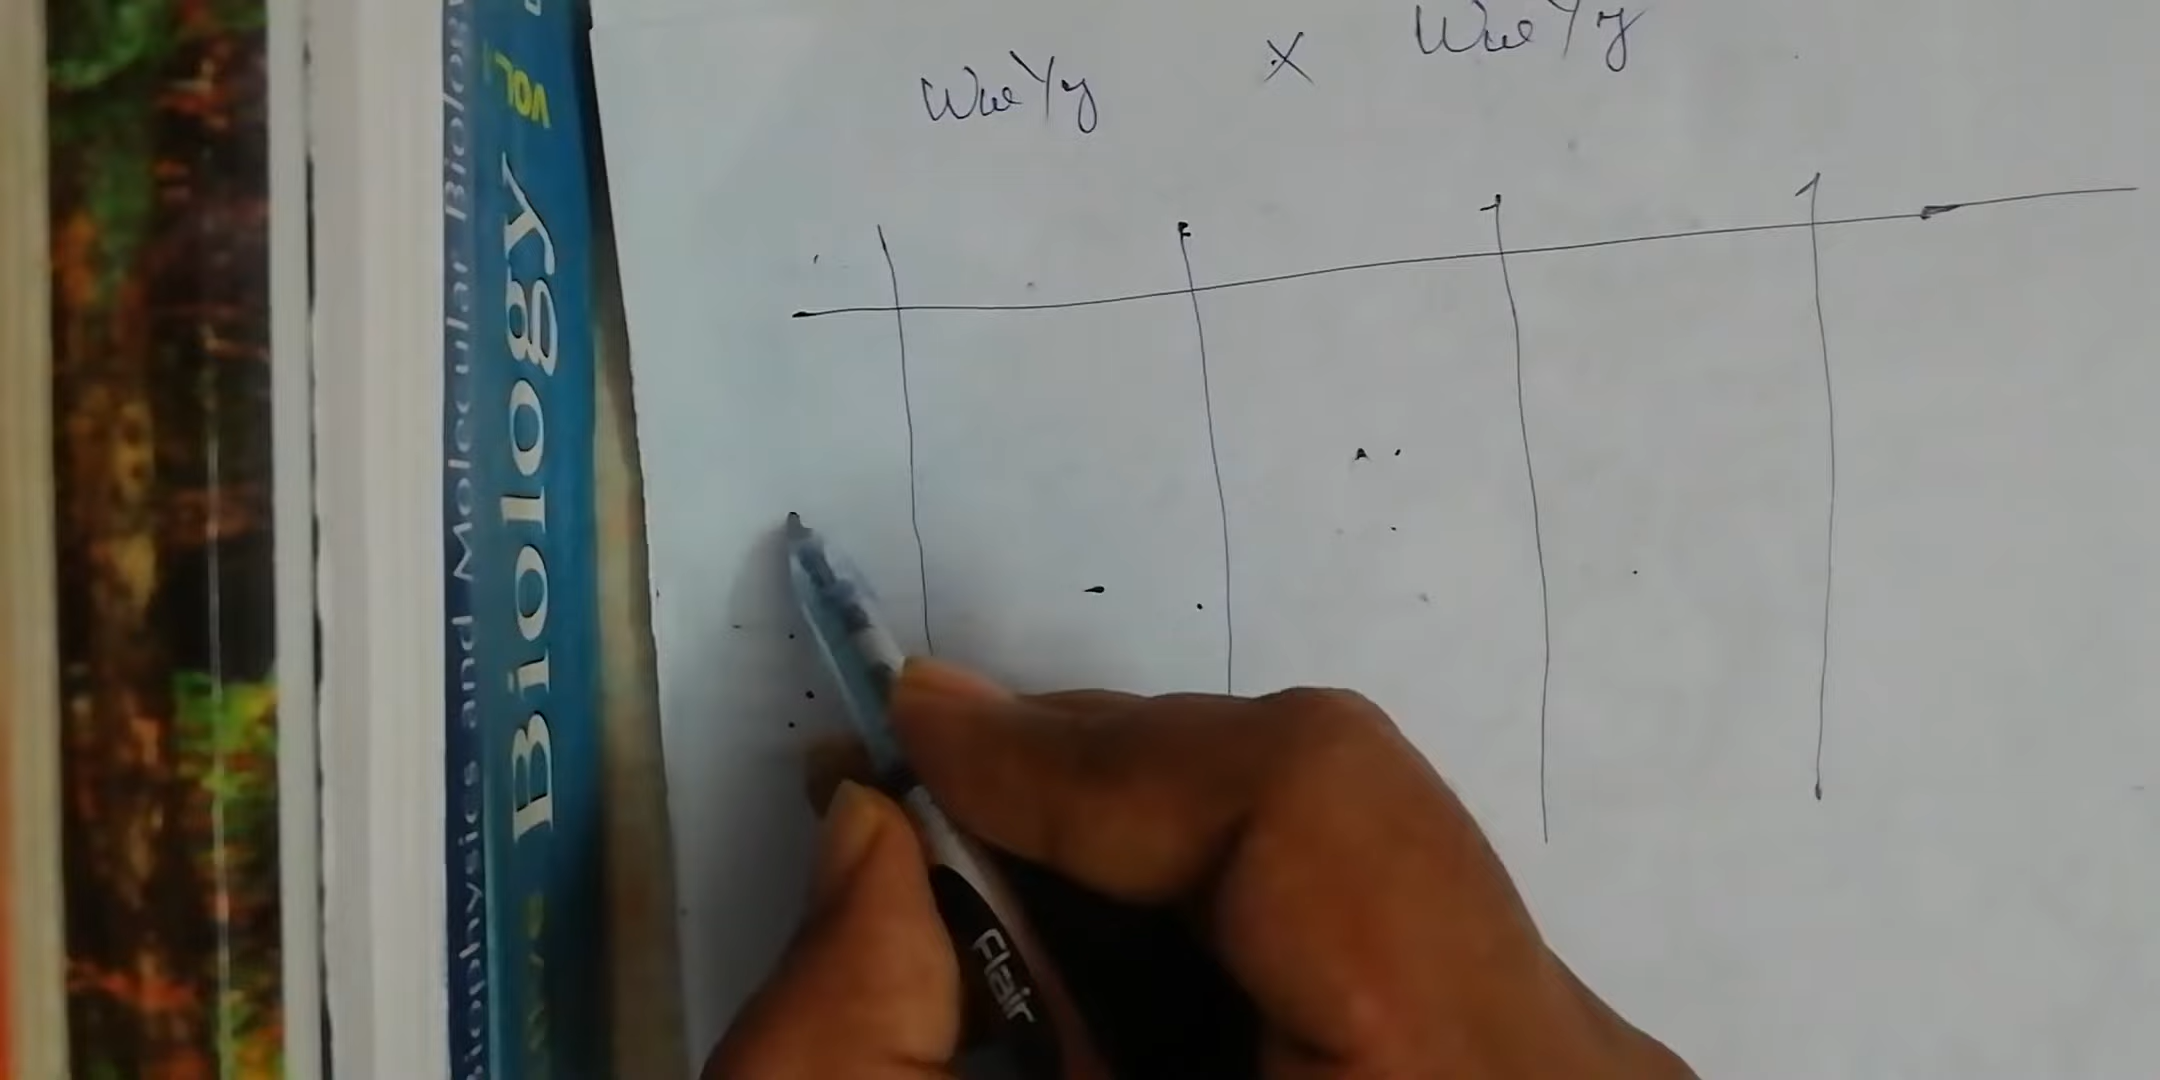 WwYy × WwYy
Biophysics and Molecular Biology
Biology VOL
Flair